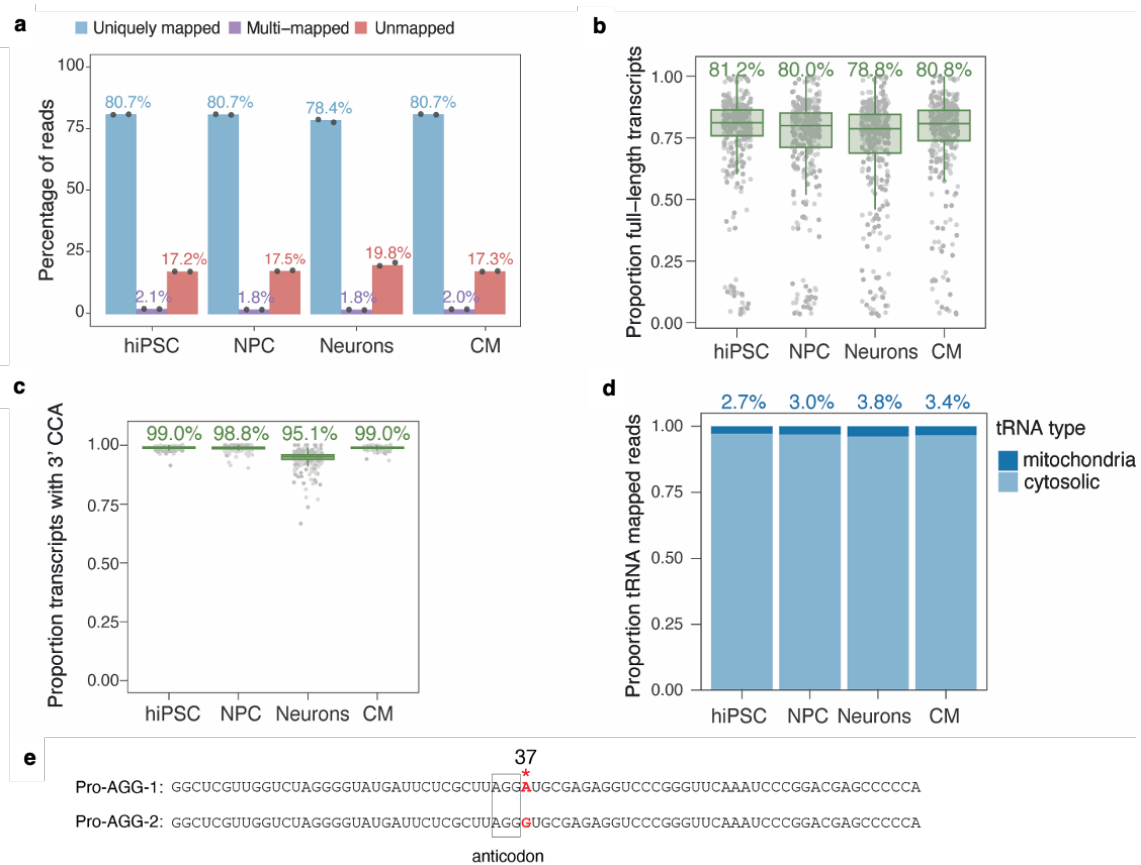 a
Uniquely mapped Multi−mapped Unmapped
Percentage of reads
100
75
50
25
0
80.7% 80.7% 78.4% 80.7%
17.2% 17.5% 19.8% 17.3%
2.1% 1.8% 1.8% 2.0%
hiPSC NPC Neurons CM
b
Proportion full−length transcripts
81.2% 80.0% 78.8% 80.8%
1.00
0.75
0.50
0.25
0.00
hiPSC NPC Neurons CM
c
Proportion transcripts with 3' CCA
99.0% 98.8% 95.1% 99.0%
1.00
0.75
0.50
0.25
0.00
hiPSC NPC Neurons CM
d
Proportion tRNA mapped reads
2.7% 3.0% 3.8% 3.4%
1.00
0.75
0.50
0.25
0.00
hiPSC NPC Neurons CM
tRNA type
mitochondria
cytosolic
e
37
*
Pro-AGG-1: GGCUCGUUGGUCUAGGGGUAUGAUUCUCGCUUAGGAUGCGAGAGGUCCCGGGUUCAAAUCCCGGACGAGCCCCCA
Pro-AGG-2: GGCUCGUUGGUCUAGGGGUAUGAUUCUCGCUUAGGGUGCGAGAGGUCCCGGGUUCAAAUCCCGGACGAGCCCCCA
anticodon